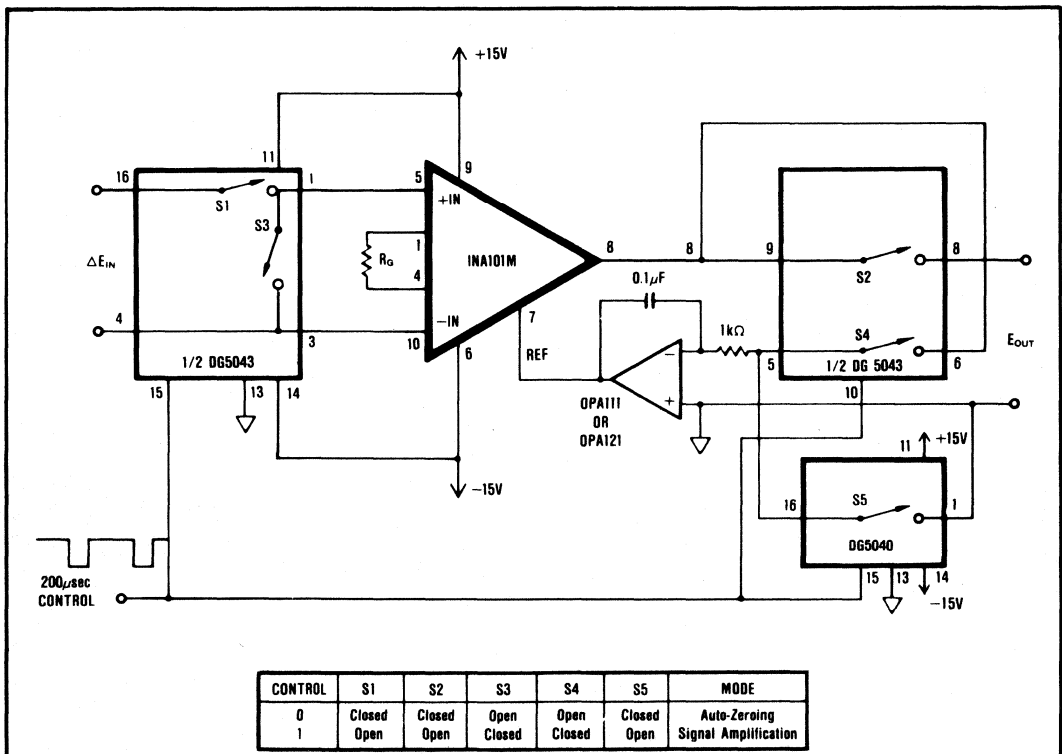 +15V
11
9
16
1
5
S1
+IN
S3
1
RG
4
INA101M
ΔEIN
−IN
4
3
10
6
1/2 DG5043
15
13
14
−15V
8
8
9
8
S2
0.1μF
7
REF
1kΩ
−
+
5
S4
6
EOUT
1/2 DG 5043
10
OPA111
OR
OPA121
11
+15V
16
S5
1
DG5040
15
13
14
−15V
200μsec
CONTROL
CONTROL S1 S2 S3 S4 S5 MODE
0 Closed Closed Open Open Closed Auto-Zeroing
1 Open Open Closed Closed Open Signal Amplification